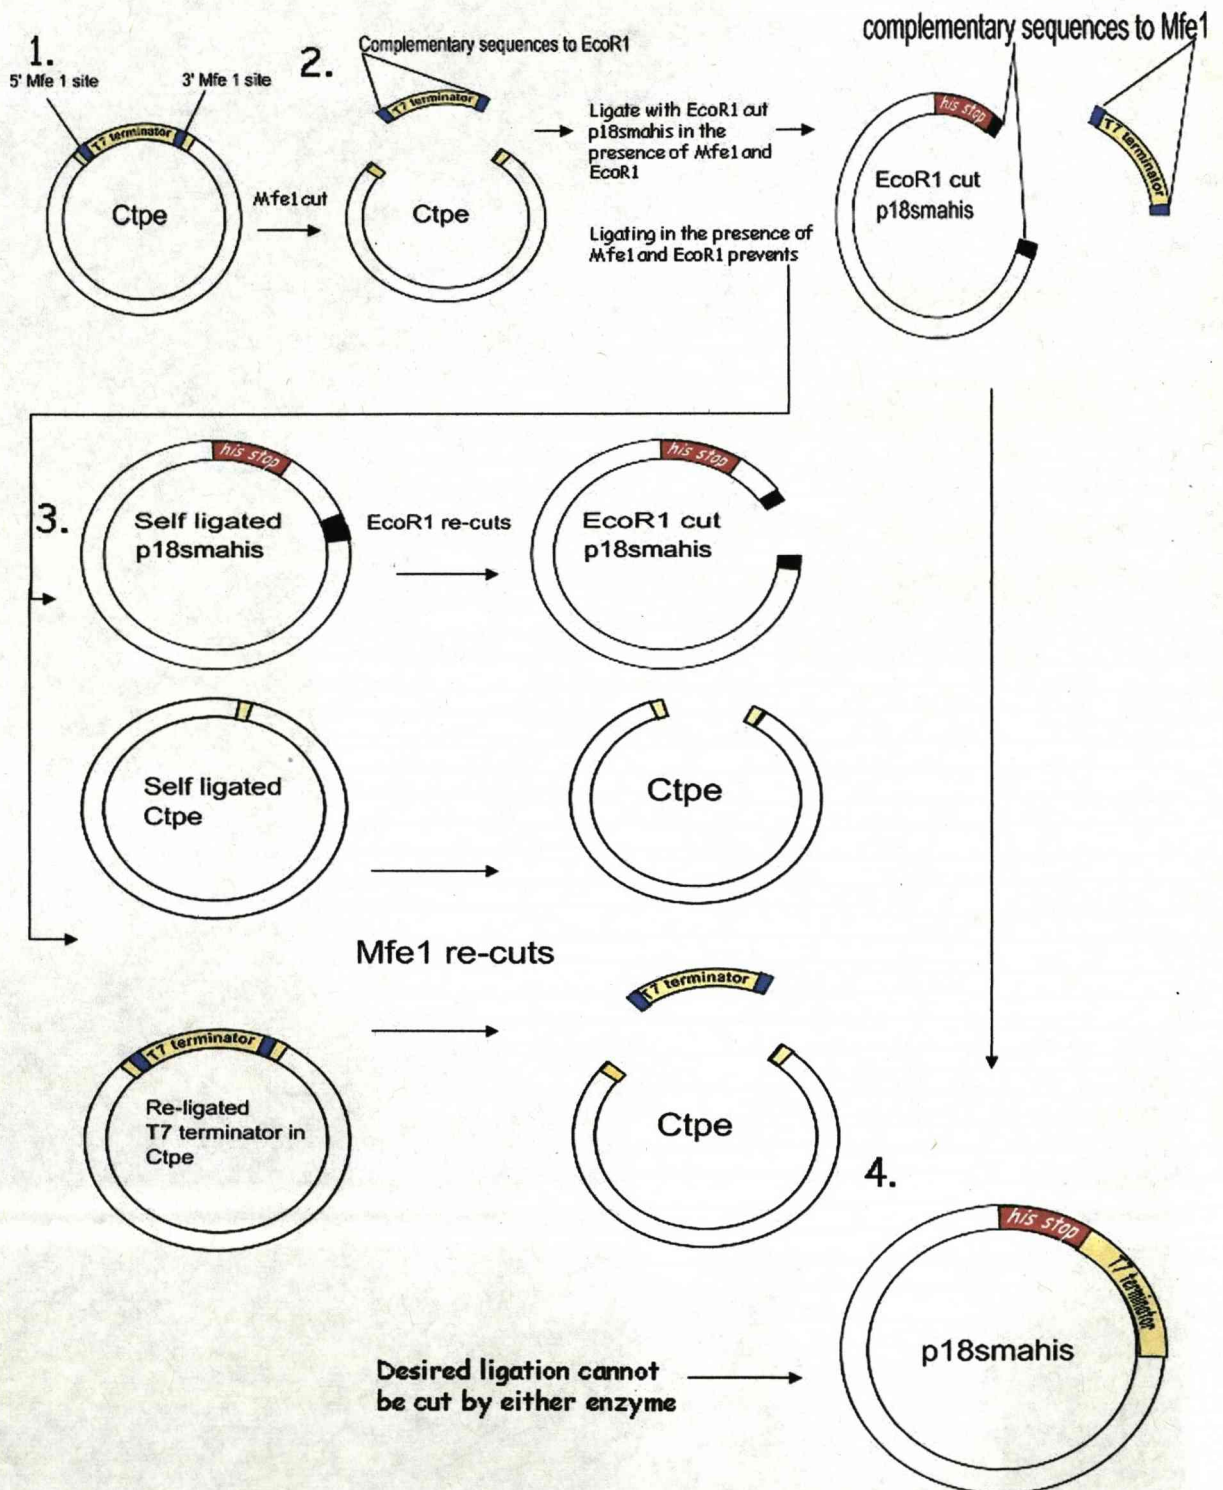 1.
5' Mfe 1 site
3' Mfe 1 site
T7 terminator
Ctpe
Mfe1 cut
2.
Complementary sequences to EcoR1
T7 terminator
Ctpe
Ligate with EcoR1 cut
p18smahis in the
presence of Mfe1 and
EcoR1
Ligating in the presence of
Mfe1 and EcoR1 prevents
complementary sequences to Mfe1
his stop
EcoR1 cut
p18smahis
T7 terminator
3.
his stop
Self ligated
p18smahis
EcoR1 re-cuts
his stop
EcoR1 cut
p18smahis
Self ligated
Ctpe
Ctpe
Mfe1 re-cuts
T7 terminator
Re-ligated
T7 terminator in
Ctpe
T7 terminator
Ctpe
4.
his stop
T7 terminator
p18smahis
Desired ligation cannot
be cut by either enzyme